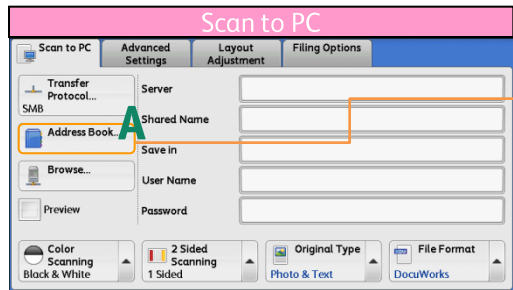 Scan to PC
Scan to PC
Advanced
Settings
Layout
Adjustment
Filing Options
Transfer
Protocol...
SMB
Address Book...
A
Browse...
Preview
Server
Shared Name
Save in
User Name
Password
Color
Scanning
Black & White
2 Sided
Scanning
1 Sided
Original Type
Photo & Text
File Format
DocuWorks